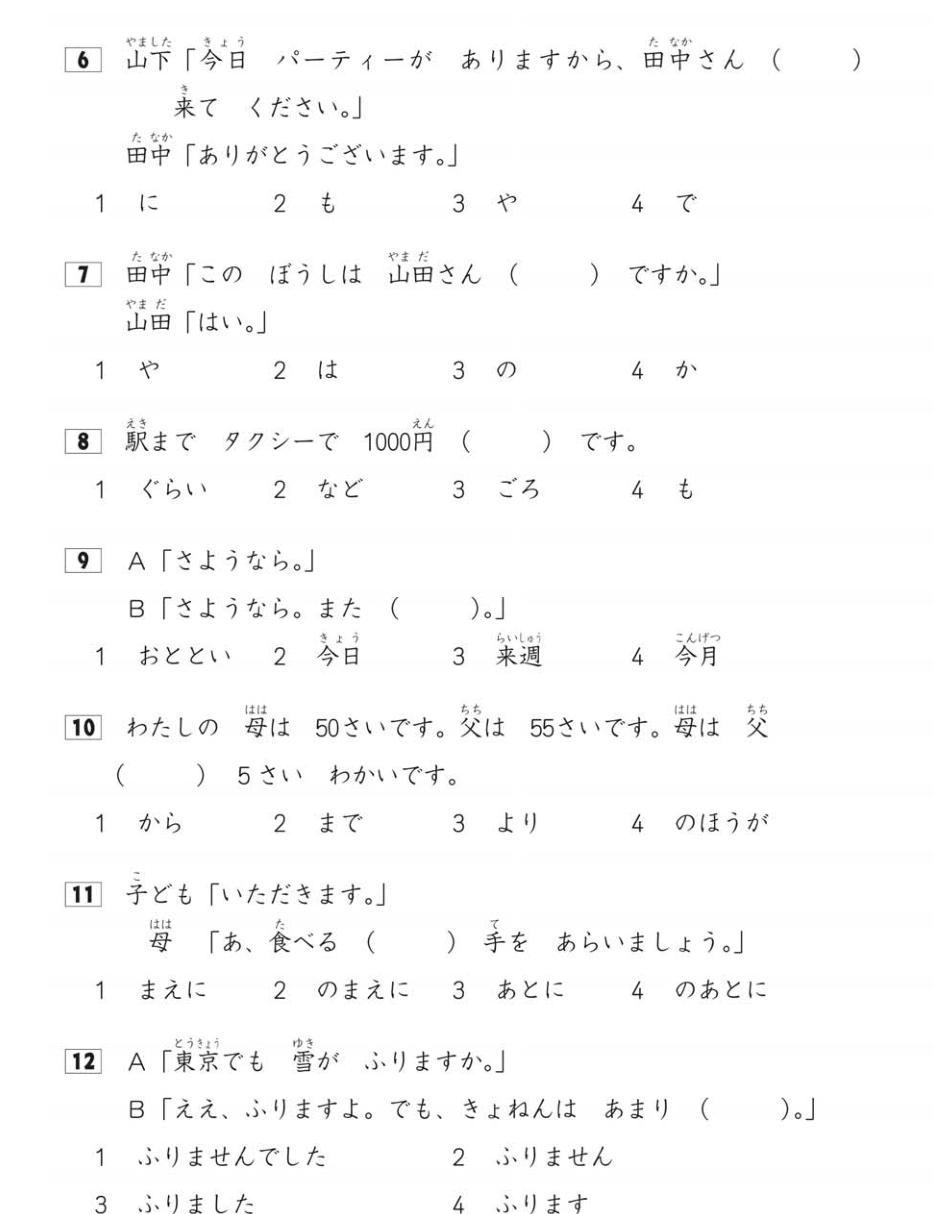 6 山下「今日 パーティーが ありますから、田中さん （ ）
来て ください。」
田中「ありがとうございます。」
1 に 2 も 3 や 4 で
7 田中「この ぼうしは 山田さん （ ） ですか。」
山田「はい。」
1 や 2 は 3 の 4 か
8 駅まで タクシーで 1000円 （ ） です。
1 ぐらい 2 など 3 ごろ 4 も
9 A「さようなら。」
B「さようなら。また （ ）。」
1 おととい 2 今日 3 来週 4 今月
10 わたしの 母は 50さいです。父は 55さいです。母は 父
（ ） 5さい わかいです。
1 から 2 まで 3 より 4 のほうが
11 子ども「いただきます。」
母 「あ、食べる （ ） 手を あらいましょう。」
1 まえに 2 のまえに 3 あとに 4 のあとに
12 A「東京でも 雪が ふりますか。」
B「ええ、ふりますよ。でも、きょねんは あまり （ ）。」
1 ふりませんでした 2 ふりません
3 ふりました 4 ふります